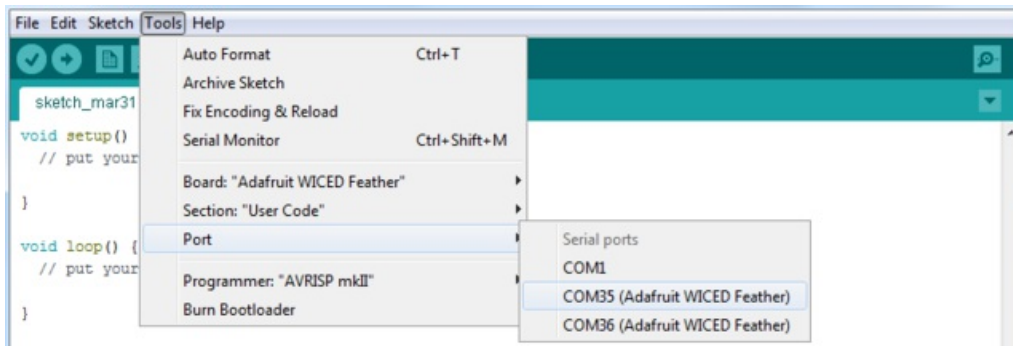 File Edit Sketch Tools Help
Auto Format Ctrl+T
Archive Sketch
Fix Encoding & Reload
Serial Monitor Ctrl+Shift+M
Board: "Adafruit WICED Feather"
Section: "User Code"
Port
Programmer: "AVRISP mkII"
Burn Bootloader
Serial ports
COM1
COM35 (Adafruit WICED Feather)
COM36 (Adafruit WICED Feather)
sketch_mar31
void setup()
// put your
}
void loop() {
// put your
}